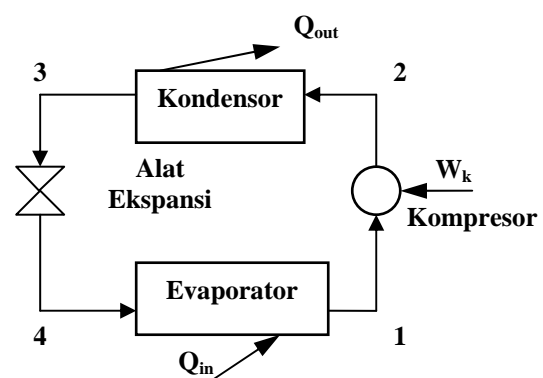 Q_out
3
2
Kondensor
Alat
Ekspansi
W_k
Kompresor
Evaporator
4
1
Q_in